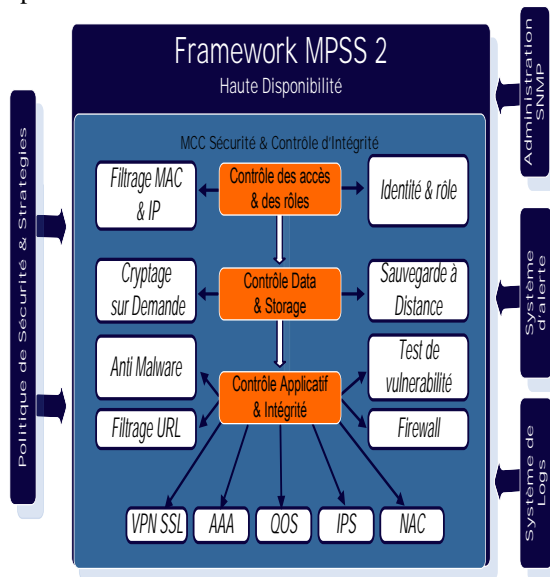 Framework MPSS 2
Haute Disponibilité
MCC Sécurité & Contrôle d'Intégrité
Filtrage MAC
& IP
Contrôle des accès
& des rôles
Identité & rôle
Cryptage
sur Demande
Contrôle Data
& Storage
Sauvegarde à
Distance
Anti Malware
Contrôle Applicatif
& Intégrité
Test de
vulnerabilité
Filtrage URL
Firewall
VPN SSL
AAA
QOS
IPS
NAC
Politique de Sécurité & Strategies
Administration
SNMP
Système
d'alerte
Système de
Logs